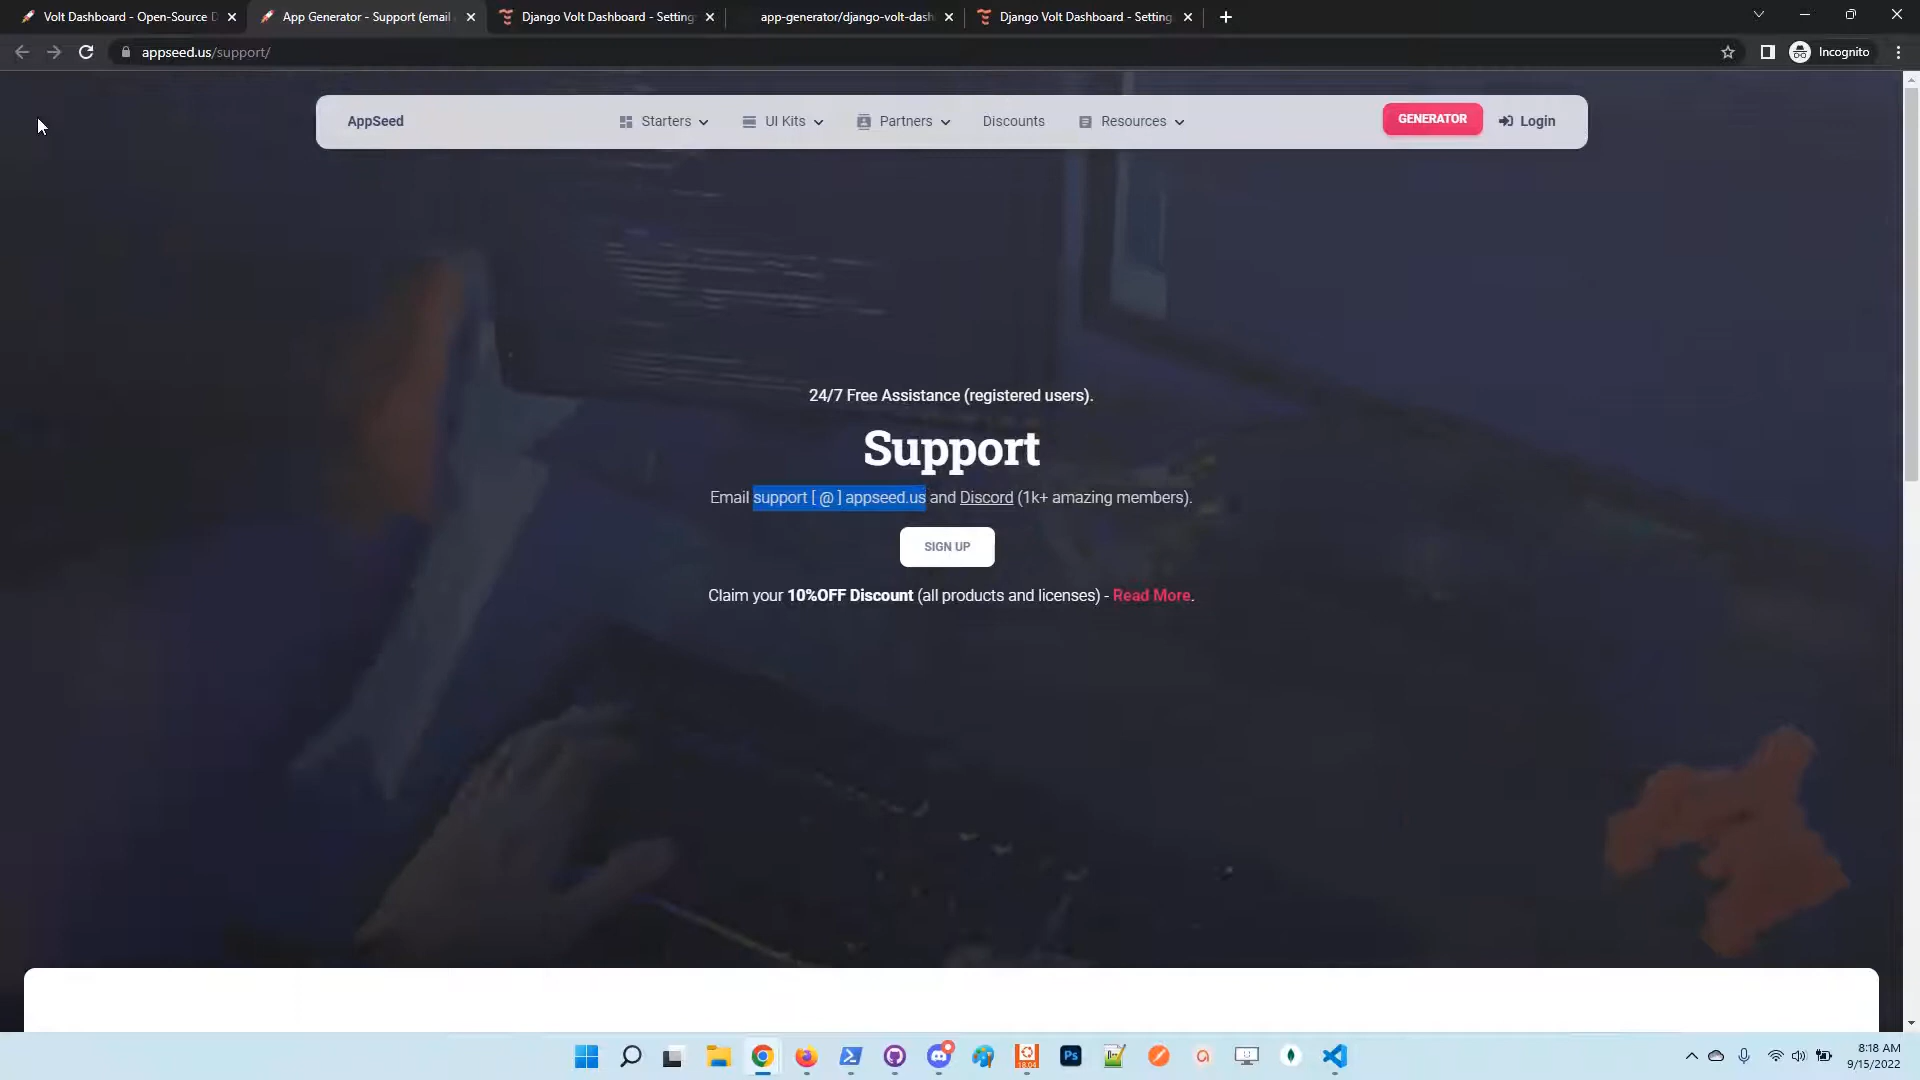 Volt Dashboard - Open-Source D
App Generator - Support (email
Django Volt Dashboard - Setting
app-generator/django-volt-dash
Django Volt Dashboard - Setting
appseed.us/support/
Incognito
AppSeed
Starters
UI Kits
Partners
Discounts
Resources
GENERATOR
Login
24/7 Free Assistance (registered users).
Support
Email support [ @ ] appseed.us and Discord (1k+ amazing members).
SIGN UP
Claim your 10%OFF Discount (all products and licenses) - Read More.
Ps
18.04
8:18 AM
9/15/2022